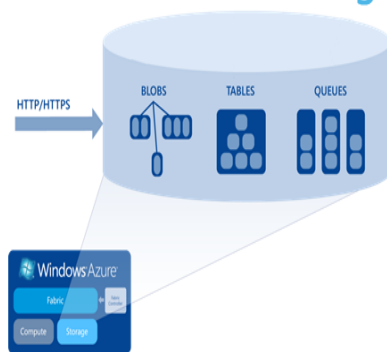 g
HTTP/HTTPS
BLOBS
TABLES
QUEUES
Windows Azure
Fabric
Compute
Storage